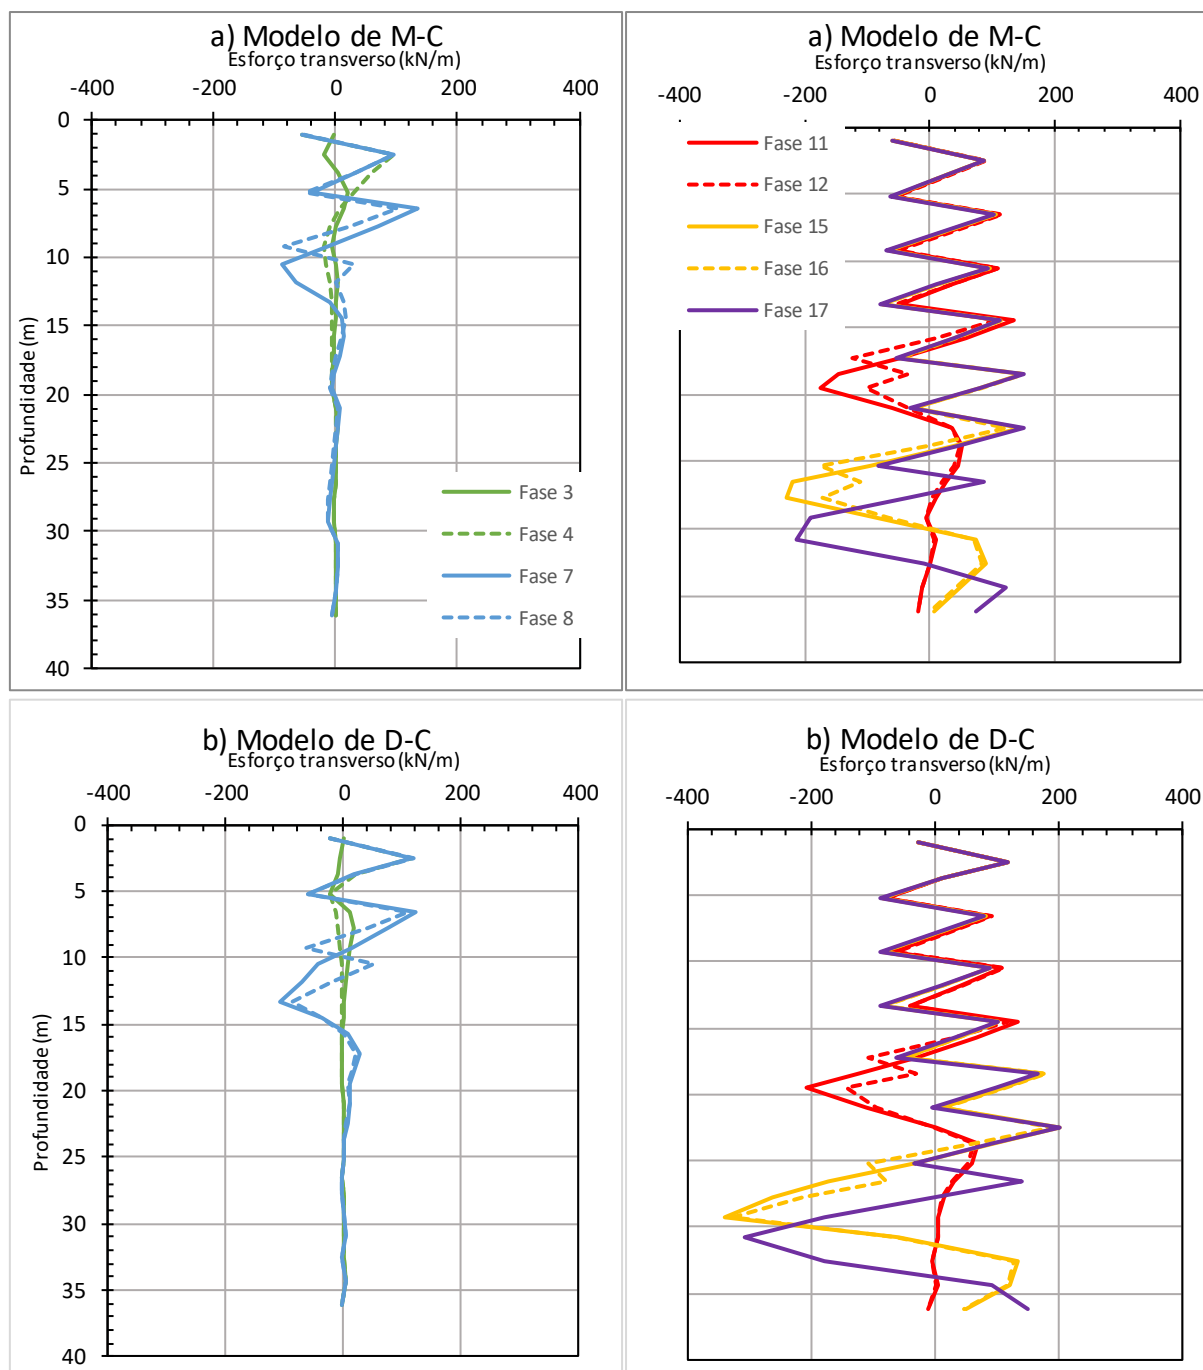 a) Modelo de M-C
Esforço transverso (kN/m)
-400 -200 0 200 400
0
5
10
15
20
25
30
35
40
Profundidade (m)
Fase 3
Fase 4
Fase 7
Fase 8
a) Modelo de M-C
Esforço transverso (kN/m)
-400 -200 0 200 400
Fase 11
Fase 12
Fase 15
Fase 16
Fase 17
b) Modelo de D-C
Esforço transverso (kN/m)
-400 -200 0 200 400
0
5
10
15
20
25
30
35
40
Profundidade (m)
b) Modelo de D-C
Esforço transverso (kN/m)
-400 -200 0 200 400